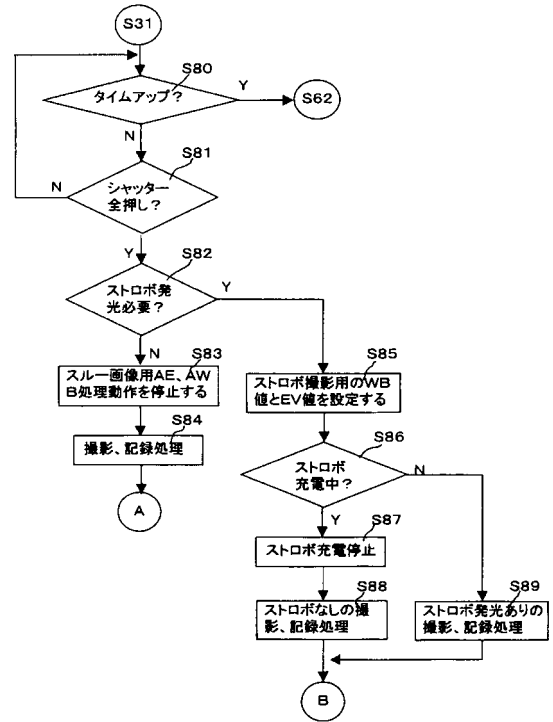 S31
S80
タイムアップ?
Y
S62
N
S81
シャッター
全押し?
N
Y
S82
ストロボ発
光必要?
Y
N
S83
スルー画像用AE、AW
B処理動作を停止する
S84
撮影、記録処理
A
S85
ストロボ撮影用のWB
値とEV値を設定する
S86
ストロボ
充電中?
N
Y
S87
ストロボ充電停止
S88
ストロボなしの撮
影、記録処理
S89
ストロボ発光ありの
撮影、記録処理
B